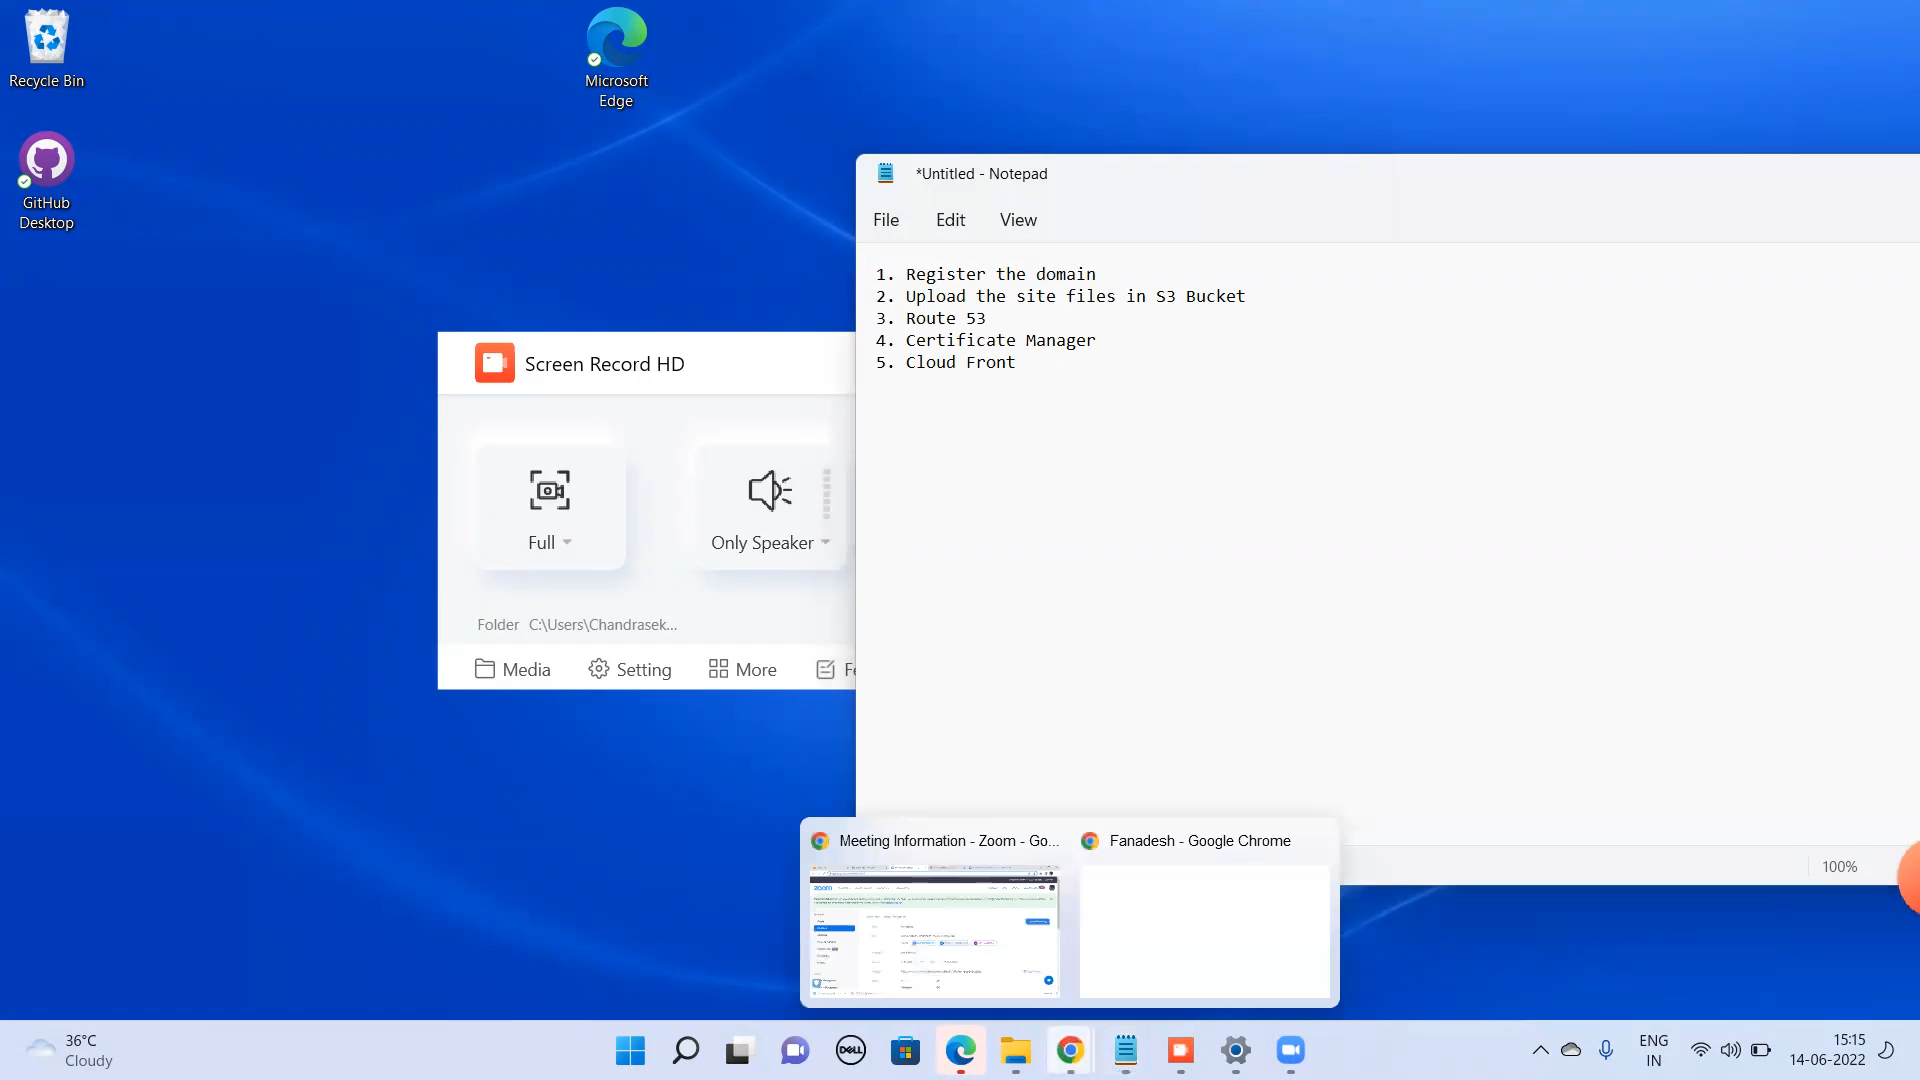 Recycle Bin
Microsoft
Edge
GitHub
Desktop
*Untitled - Notepad
File Edit View
1. Register the domain
2. Upload the site files in S3 Bucket
3. Route 53
4. Certificate Manager
5. Cloud Front
Screen Record HD
Full
Only Speaker
Folder C:\Users\Chandrasek...
Media Setting More
Meeting Information - Zoom - Go...
Fanadesh - Google Chrome
zoom
100%
36°C
Cloudy
DELL
ENG
IN
15:15
14-06-2022